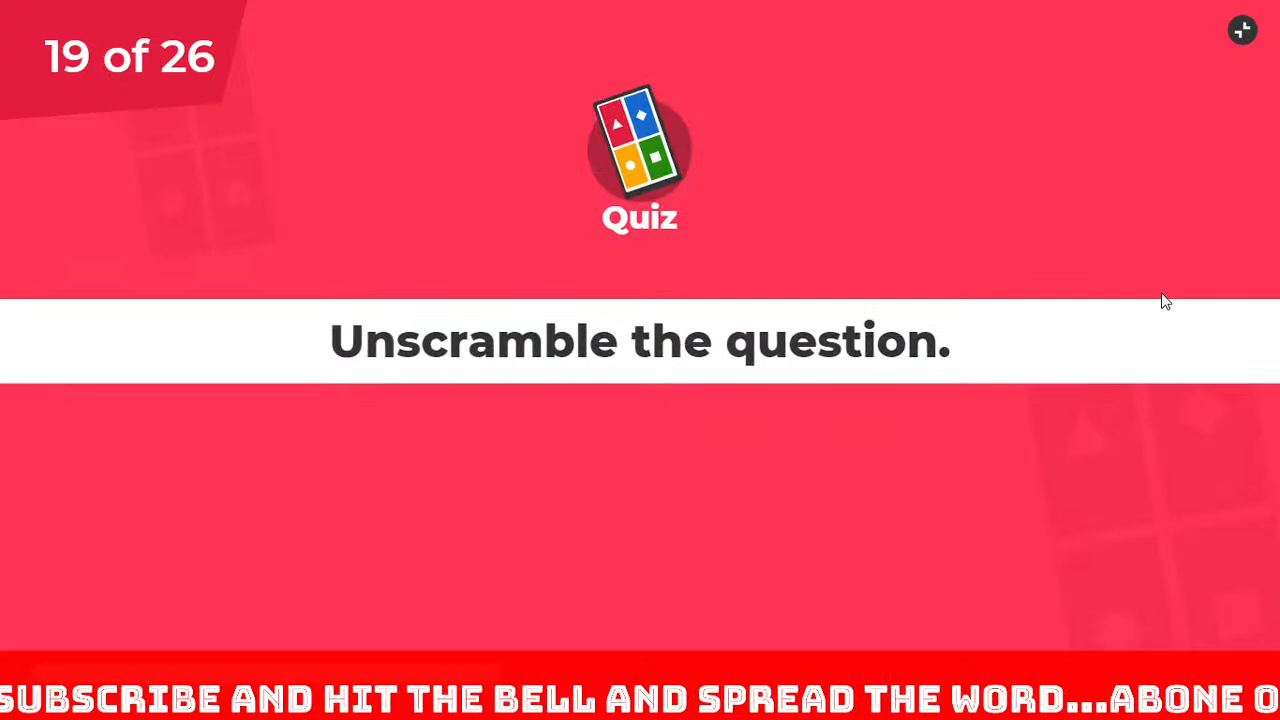 19 of 26
Quiz
Unscramble the question.
SUBSCRIBE AND HIT THE BELL AND SPREAD THE WORD...ABONE O